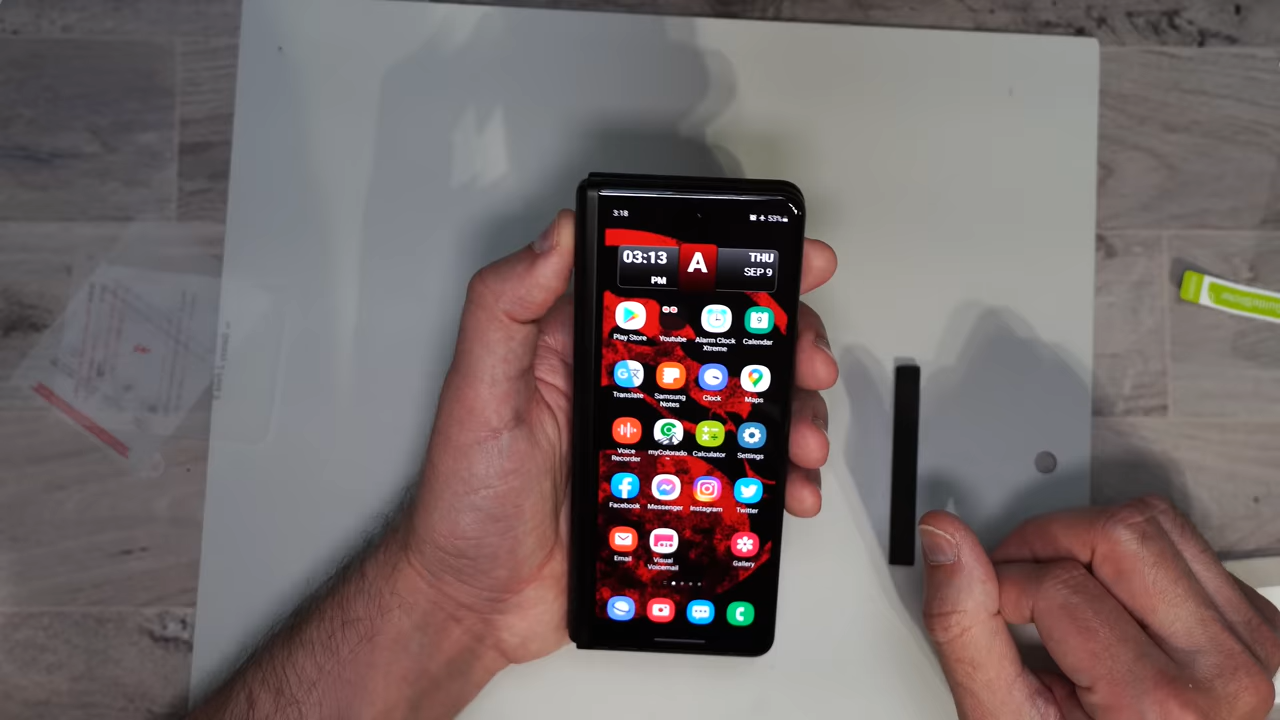 3:18
53%
03:13
PM
A
THU
SEP 9
9
Play Store
Youtube
Alarm Clock
Xtreme
Calendar
Translate
Samsung
Notes
Clock
Maps
Voice
Recorder
myColorado
Calculator
Settings
Facebook
Messenger
Instagram
Twitter
Email
Visual
Voicemail
Gallery